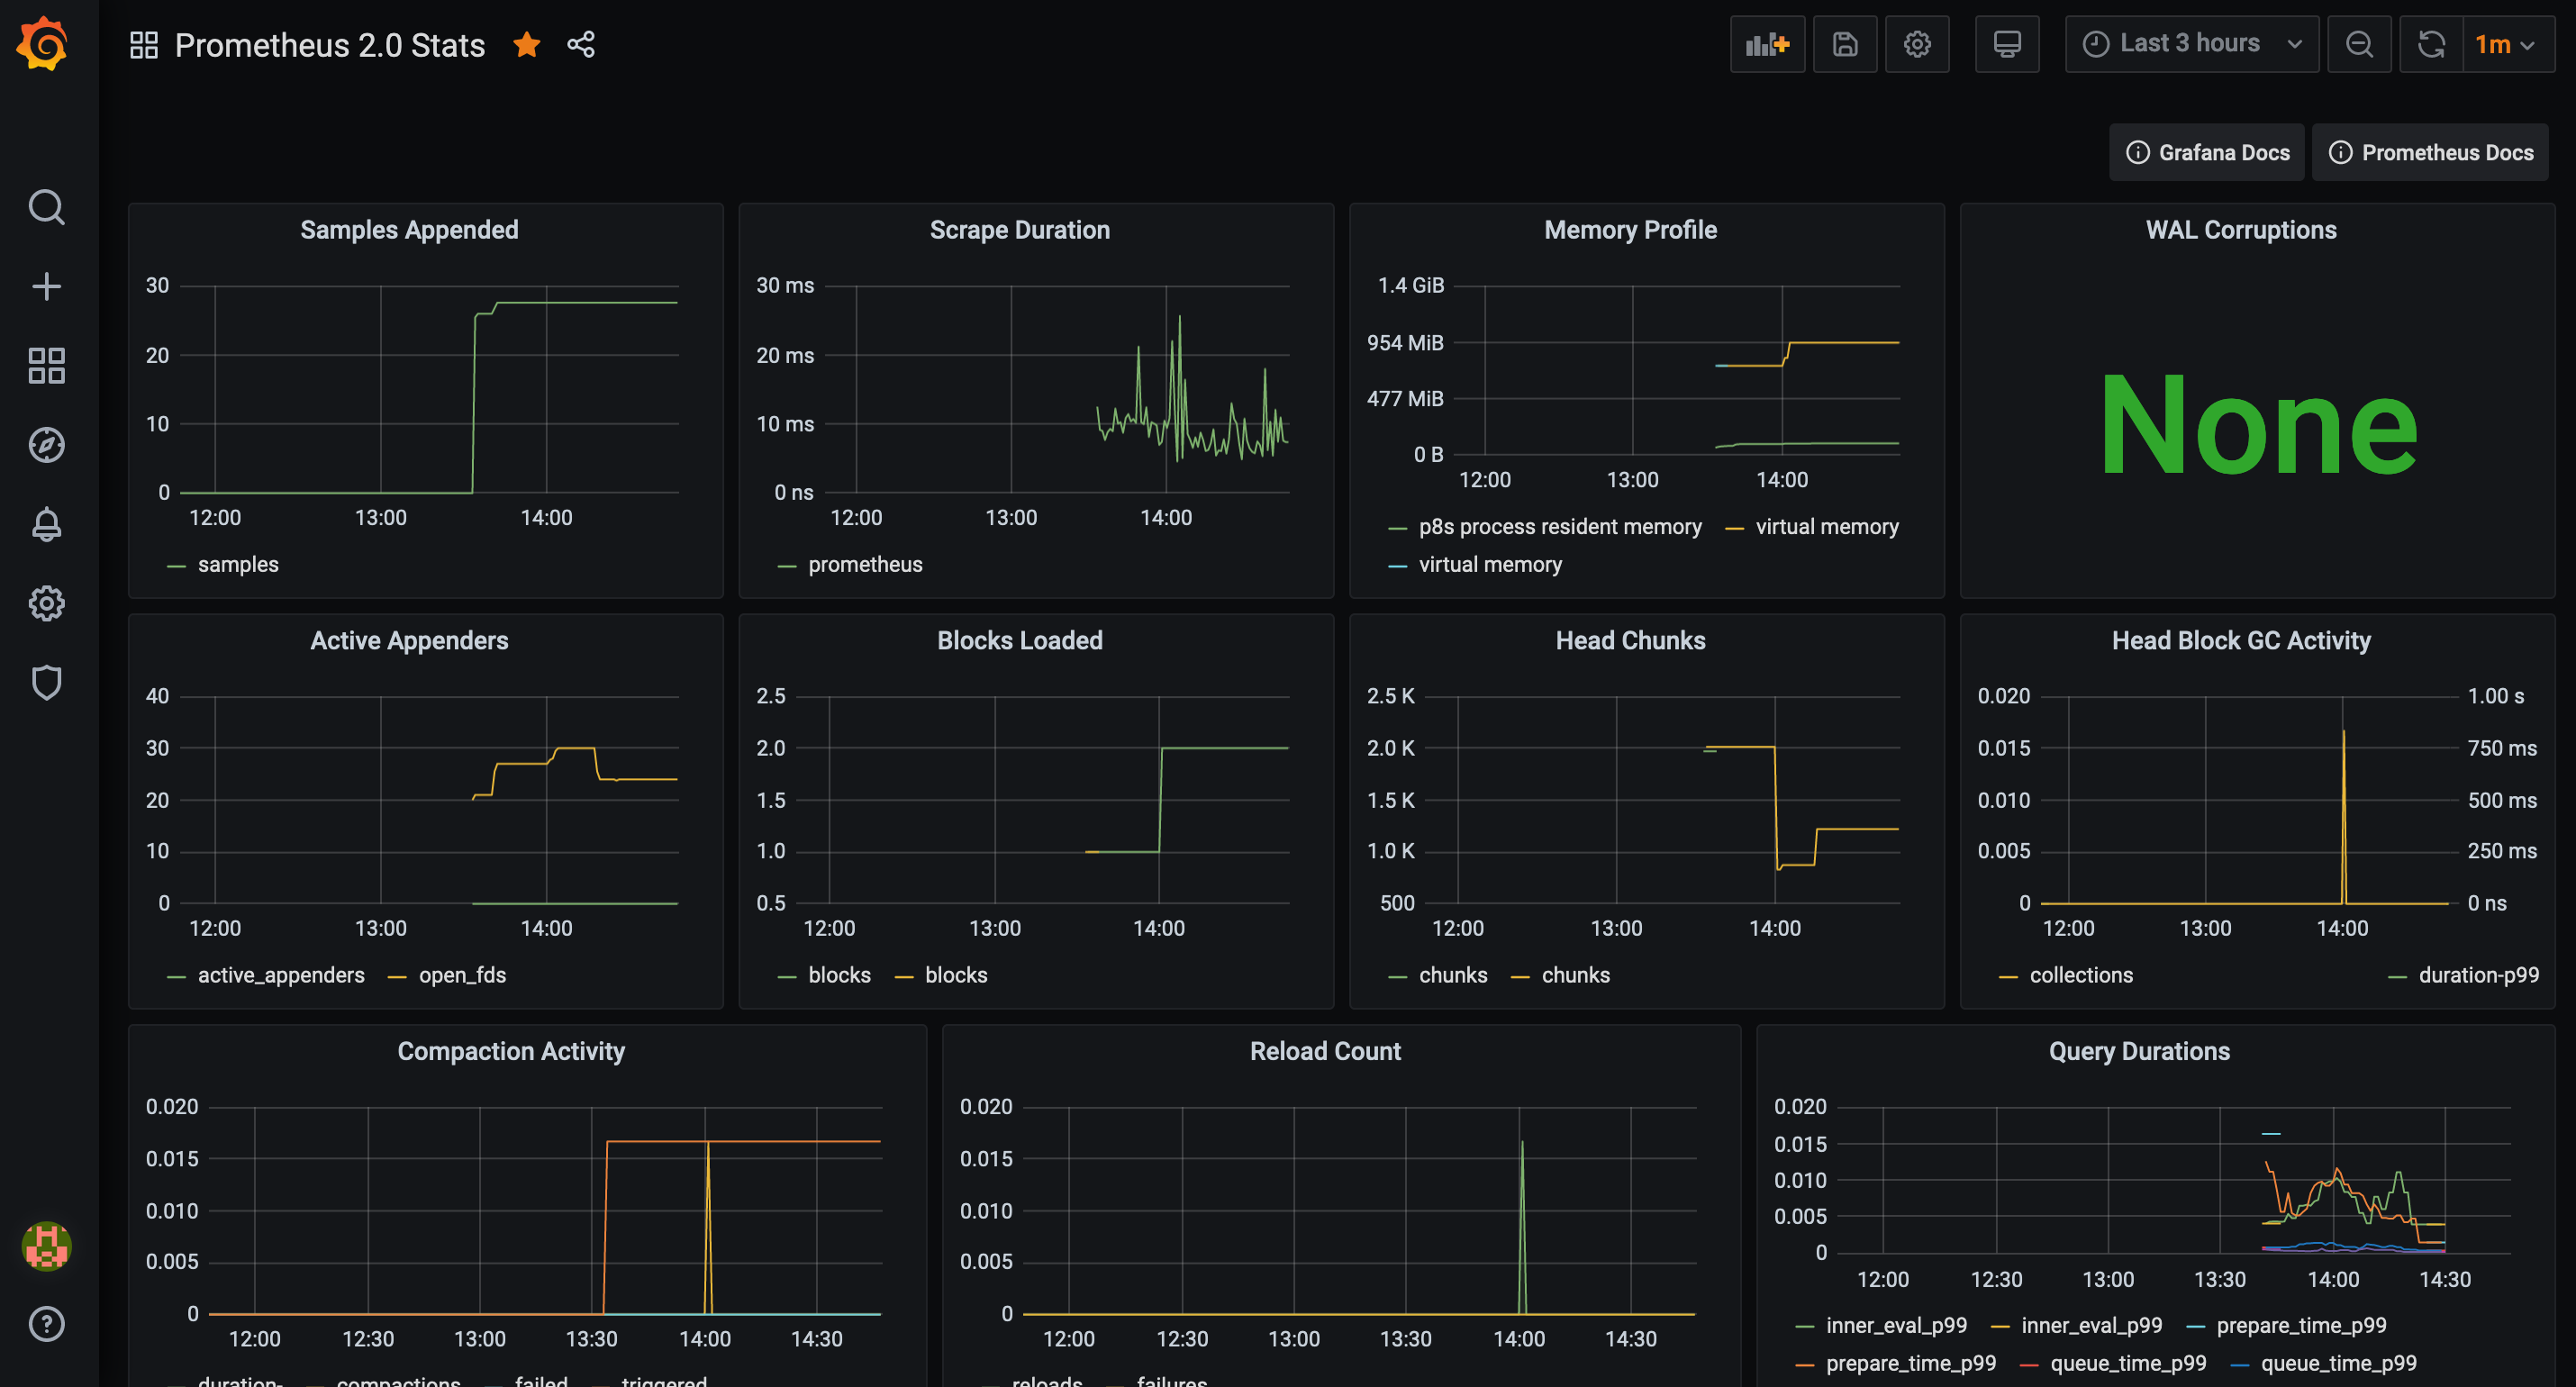 Prometheus 2.0 Stats
Last 3 hours
1m
Grafana Docs
Prometheus Docs
Samples Appended
30
20
10
0
12:00 13:00 14:00
samples
Scrape Duration
30 ms
20 ms
10 ms
0 ns
12:00 13:00 14:00
prometheus
Memory Profile
1.4 GiB
954 MiB
477 MiB
0 B
12:00 13:00 14:00
p8s process resident memory virtual memory
virtual memory
WAL Corruptions
None
Active Appenders
40
30
20
10
0
12:00 13:00 14:00
active_appenders open_fds
Blocks Loaded
2.5
2.0
1.5
1.0
0.5
12:00 13:00 14:00
blocks blocks
Head Chunks
2.5 K
2.0 K
1.5 K
1.0 K
500
12:00 13:00 14:00
chunks chunks
Head Block GC Activity
0.020 1.00 s
0.015 750 ms
0.010 500 ms
0.005 250 ms
0 0 ns
12:00 13:00 14:00
collections duration-p99
Compaction Activity
0.020
0.015
0.010
0.005
0
12:00 12:30 13:00 13:30 14:00 14:30
duration- compactions failed triggered
Reload Count
0.020
0.015
0.010
0.005
0
12:00 12:30 13:00 13:30 14:00 14:30
reloads failures
Query Durations
0.020
0.015
0.010
0.005
0
12:00 12:30 13:00 13:30 14:00 14:30
inner_eval_p99 inner_eval_p99 prepare_time_p99
prepare_time_p99 queue_time_p99 queue_time_p99